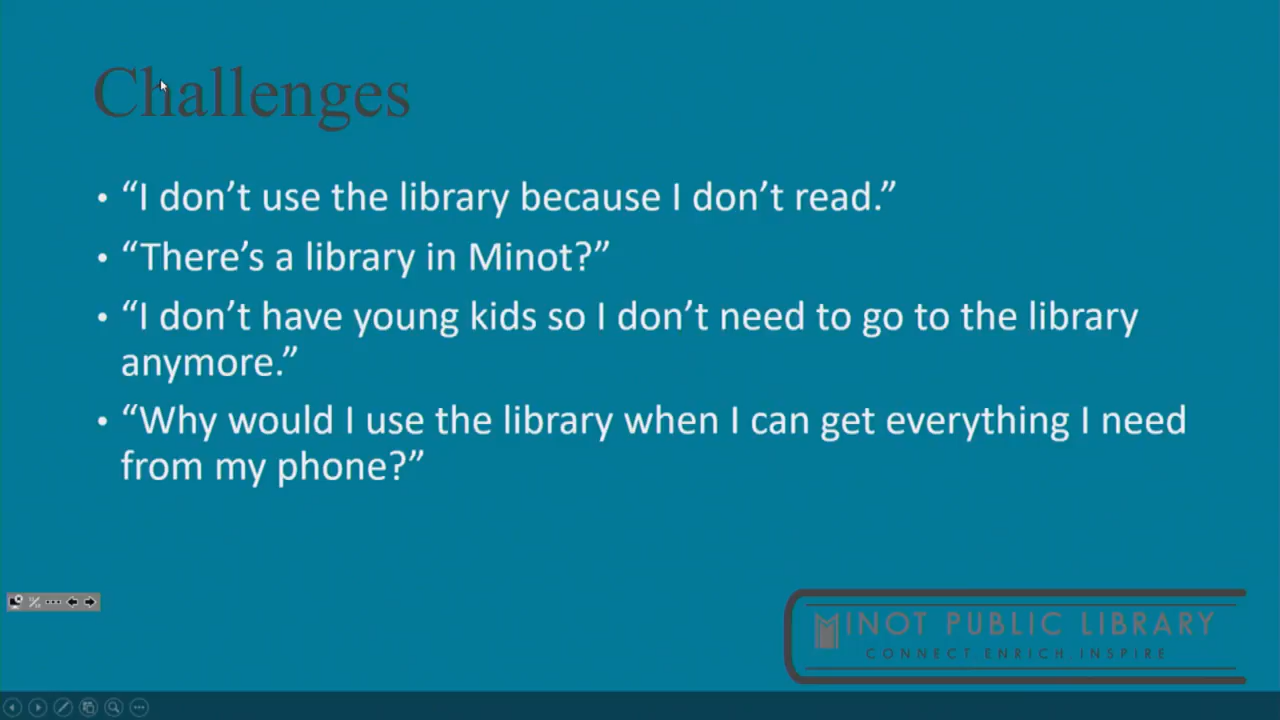 Challenges
• “I don’t use the library because I don’t read.”
• “There’s a library in Minot?”
• “I don’t have young kids so I don’t need to go to the library
anymore.”
• “Why would I use the library when I can get everything I need
from my phone?”
MINOT PUBLIC LIBRARY
CONNECT.ENRICH.INSPIRE